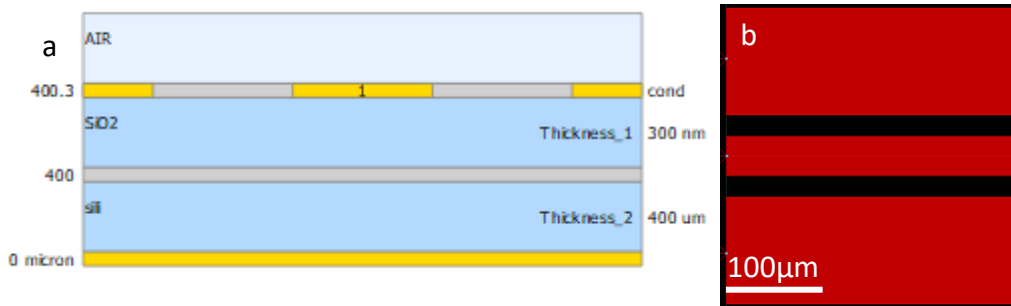 a
AIR
400.3
1
cond
SiO2
Thickness_1
300 nm
400
sili
Thickness_2
400 um
0 micron
b
100µm